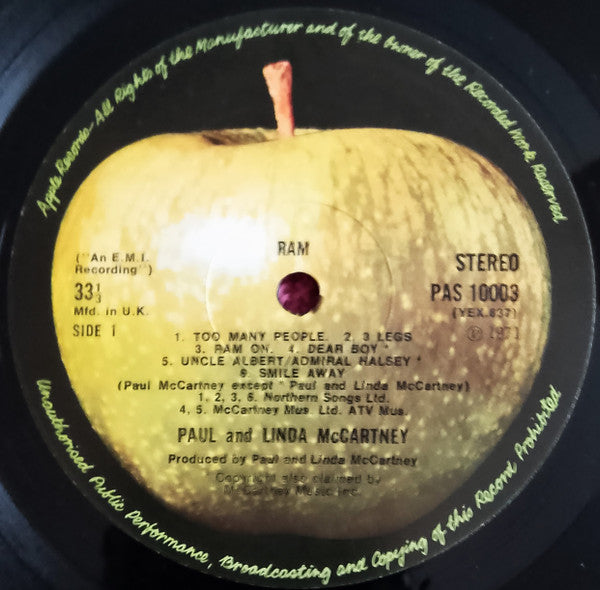 Apple Records-All Rights of the Manufacturer and of the Owner of the Recorded Work Reserved
RAM
("An E.M.I.
Recording")
STEREO
33⅓
PAS 10003
Mfd. in U.K.
(YEX.837)
SIDE 1
Ⓟ 1971
1. TOO MANY PEOPLE. 2. 3 LEGS
3. RAM ON. 4. DEAR BOY *
5. UNCLE ALBERT/ADMIRAL HALSEY *
6. SMILE AWAY
(Paul McCartney except * Paul and Linda McCartney)
1, 2, 3, 6. Northern Songs Ltd.
4, 5. McCartney Mus. Ltd. ATV Mus.
PAUL and LINDA McCARTNEY
Produced by Paul and Linda McCartney
* Copyright also claimed by
McCartney Music Inc.
Unauthorised Public Performance, Broadcasting and Copying of this Record Prohibited